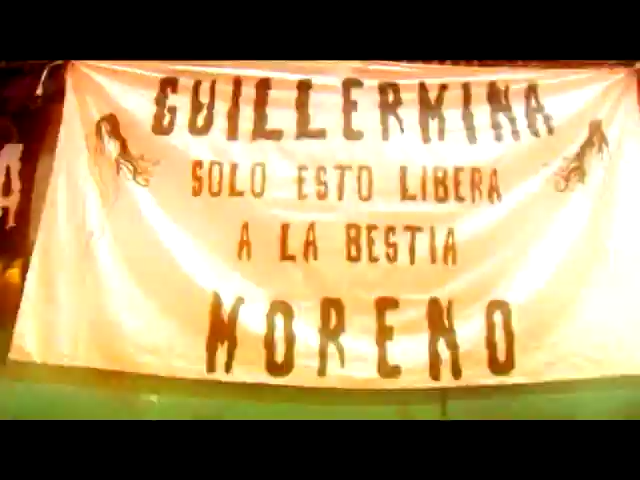 GUILLERMINA
SOLO ESTO LIBERA
A LA BESTIA
MORENO